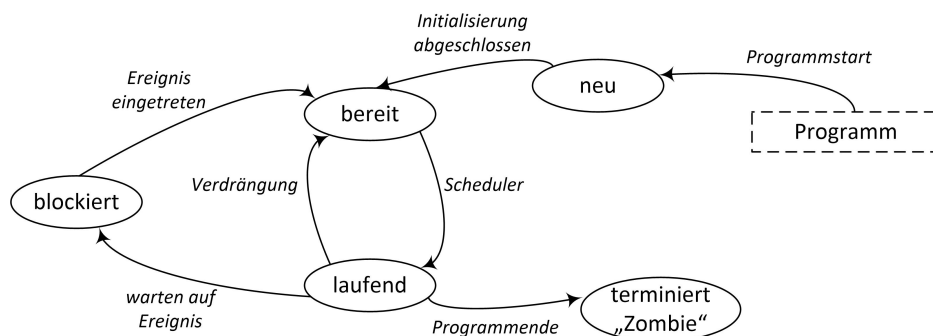 Initialisierung
abgeschlossen
Programmstart
Ereignis
eingetreten
neu
bereit
Programm
Verdrängung
Scheduler
blockiert
laufend
warten auf
Ereignis
terminiert
„Zombie“
Programmende